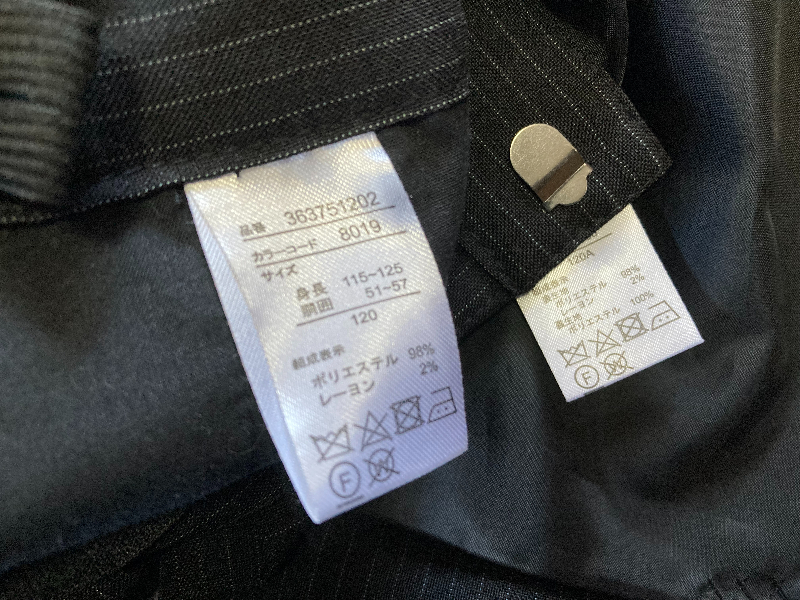 品番 363751202
カラーコード 8019
サイズ
身長 115~125
胴囲 51~57
120
組成表示
ポリエステル 98%
レーヨン 2%
F
W
120A
組成表示
表生地 98%
ポリエステル 2%
レーヨン
裏生地 100%
ポリエステル
F
W